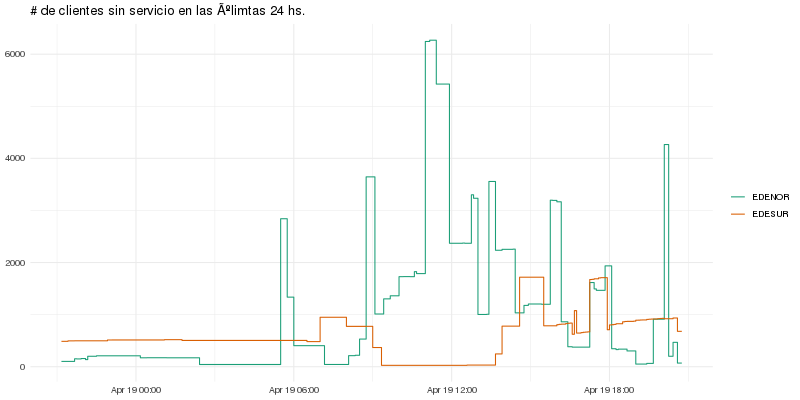 # de clientes sin servicio en las Ãºlimtas 24 hs.
6000
4000
2000
0
Apr 19 00:00
Apr 19 06:00
Apr 19 12:00
Apr 19 18:00
EDENOR
EDESUR